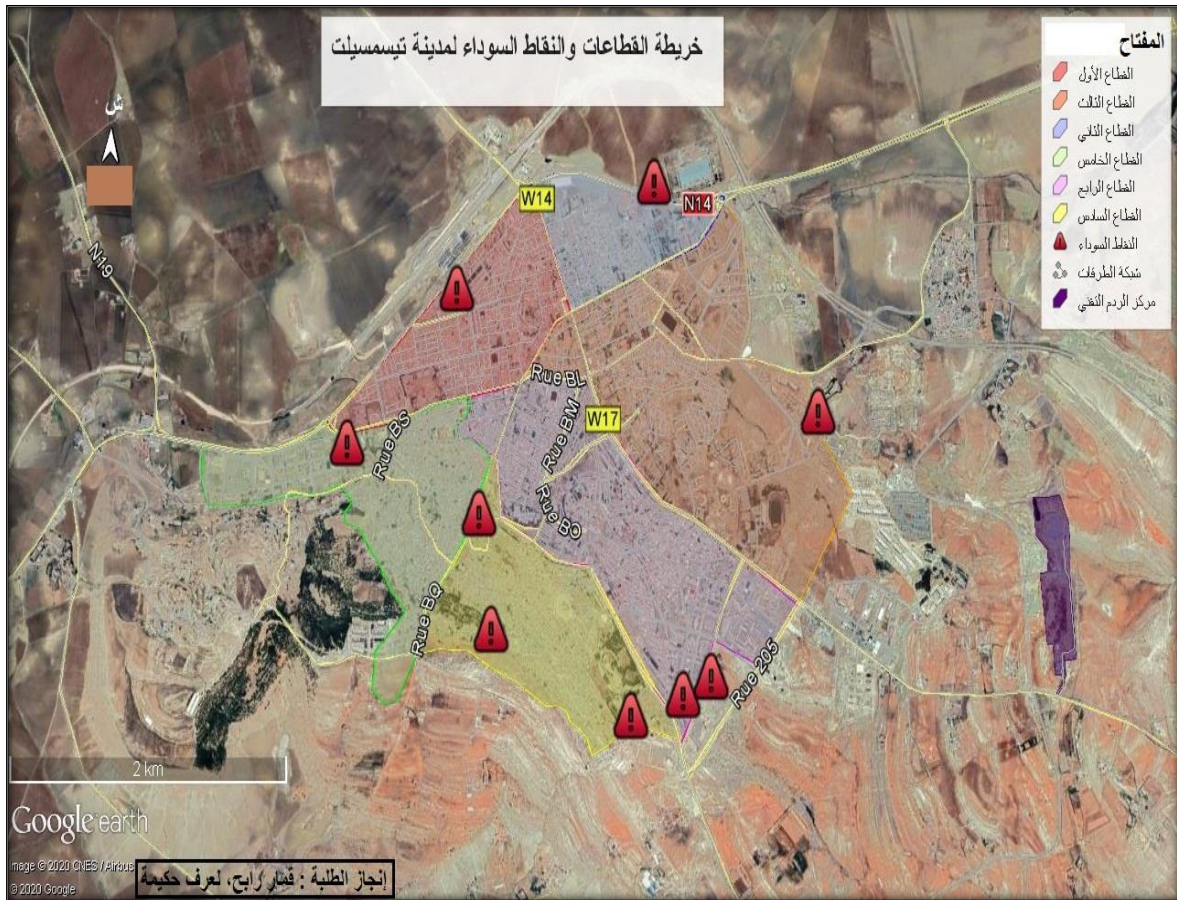 خريطة القطاعات والنقاط السوداء لمدينة تيسمسيلت
المفتاح
القطاع الأول
القطاع الثالث
القطاع الثاني
القطاع الخامس
القطاع الرابع
القطاع السادس
النقاط السوداء
شبكة الطرقات
مركز الردم التقني
ش
W14
N14
N19
Rue BL
Rue BS
Rue BM
W17
Rue BO
Rue BQ
Rue 205
2 km
Google earth
Image © 2020 CNES / Airbus
© 2020 Google
إنجاز الطلبة : قمار رابح، لعرف حكيمة